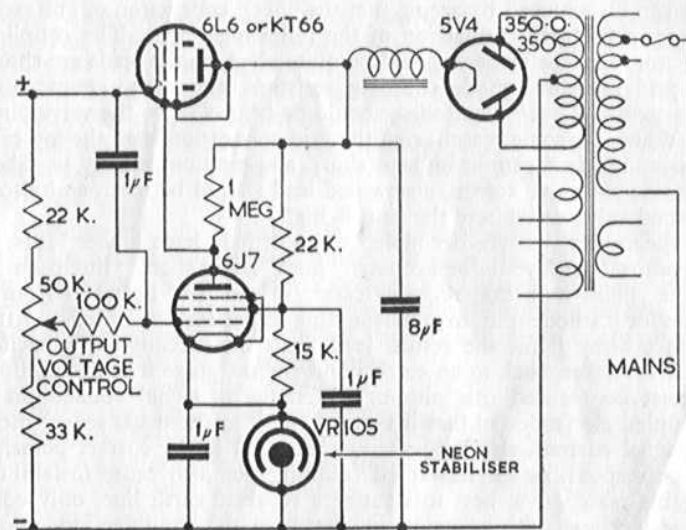 6L6 or KT66
5V4
350·0·
350
+
1μF
1
MEG
22 K.
22 K.
6J7
50 K.
100 K.
8μF
OUTPUT
VOLTAGE
CONTROL
15 K.
1μF
MAINS
33 K.
1μF
VR105
NEON
STABILISER
-